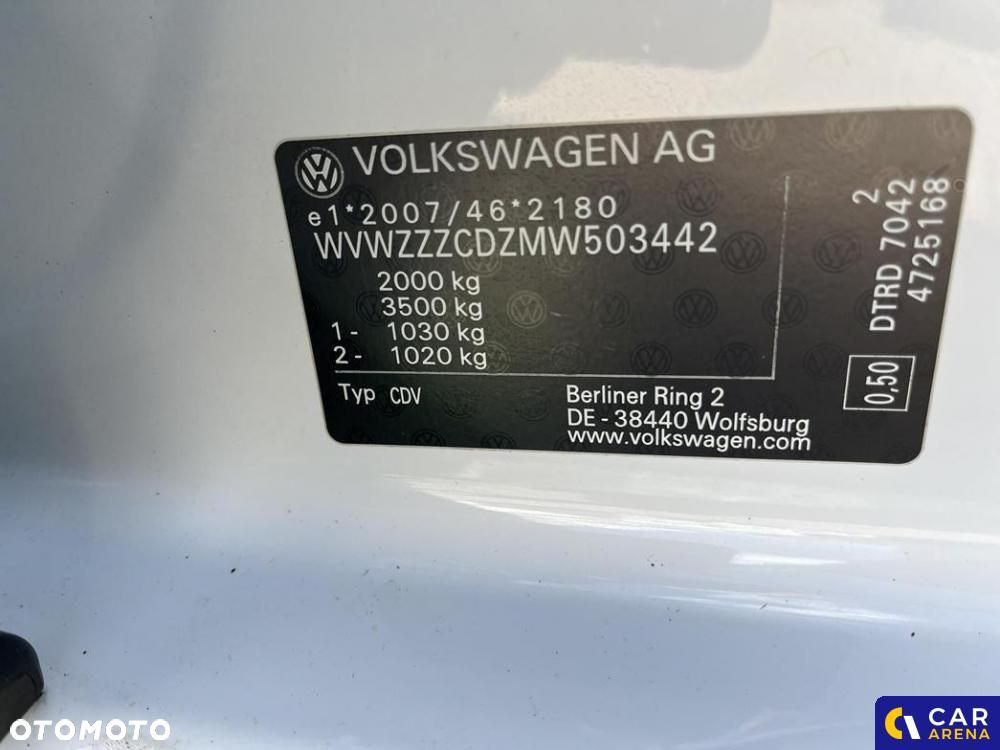 VOLKSWAGEN AG
e1*2007/46*2180
WVWZZZCDZMW503442
2000 kg
3500 kg
1- 1030 kg
2- 1020 kg
Typ CDV
Berliner Ring 2
DE - 38440 Wolfsburg
www.volkswagen.com
2
DTRD 7042
4725168
0,50
OTOMOTO
CAR
ARENA